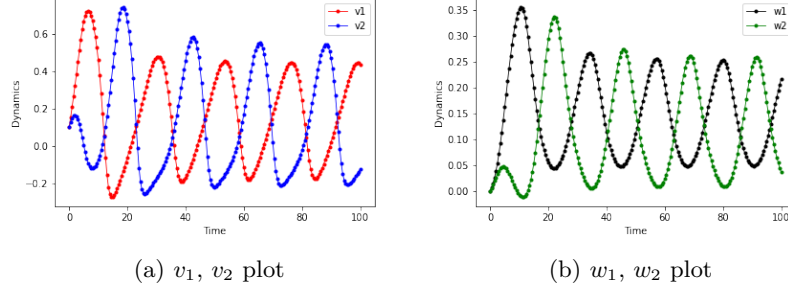 v1
v2
0.6
0.4
0.2
0.0
−0.2
Dynamics
0 20 40 60 80 100
Time
(a) v₁, v₂ plot
w1
w2
0.35
0.30
0.25
0.20
0.15
0.10
0.05
0.00
Dynamics
0 20 40 60 80 100
Time
(b) w₁, w₂ plot